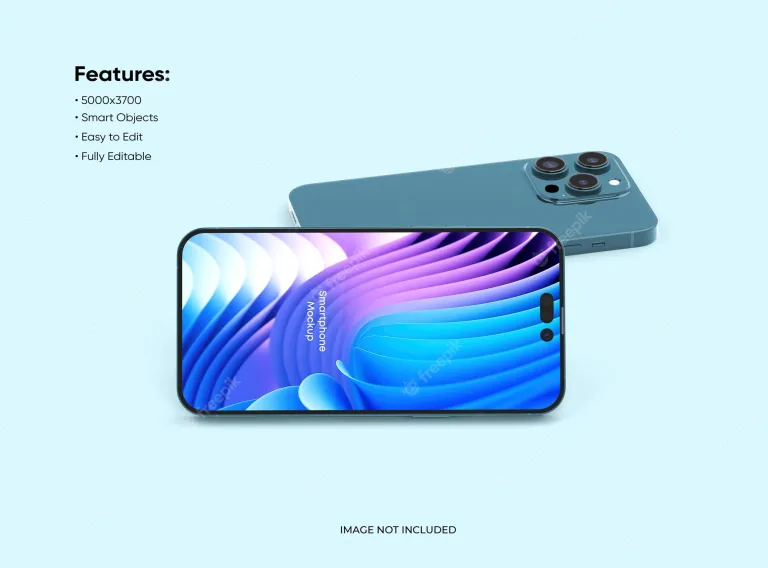 Features:
• 5000x3700
• Smart Objects
• Easy to Edit
• Fully Editable
Smartphone
Mockup
freepik
freepik
freepik
freepik
IMAGE NOT INCLUDED